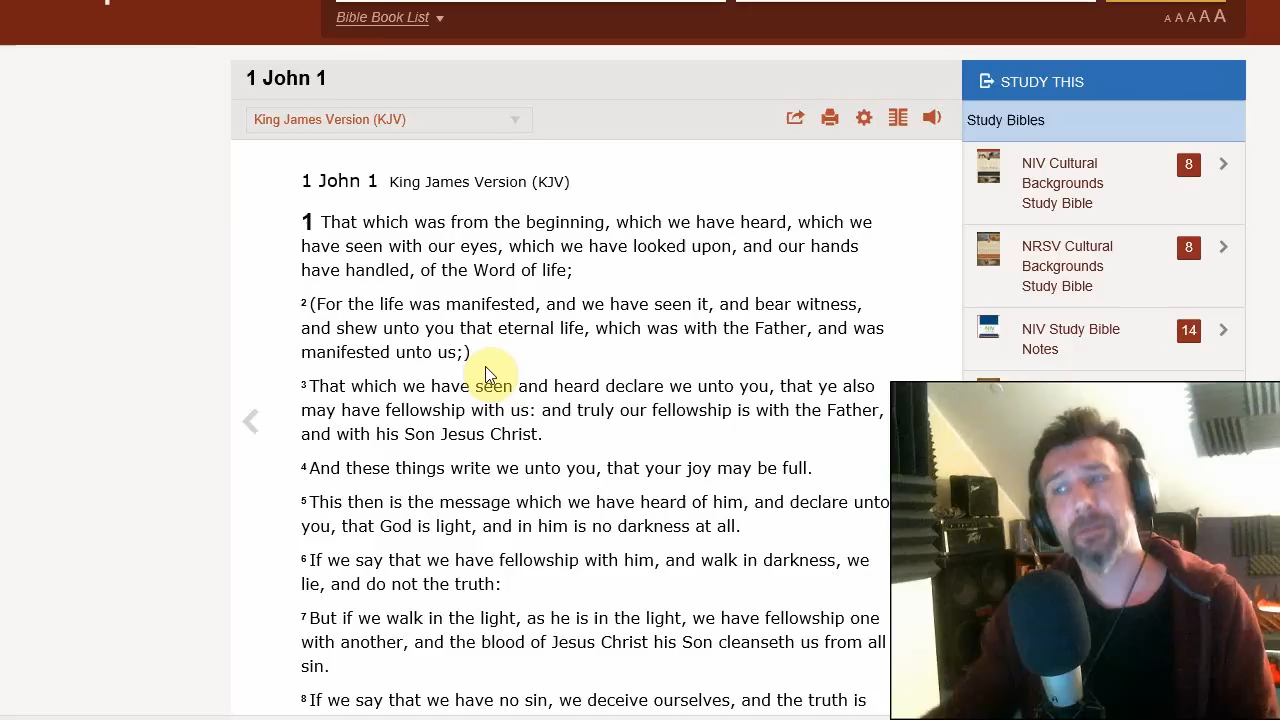 Bible Book List
A A A A A
1 John 1
STUDY THIS
King James Version (KJV)
Study Bibles
1 John 1 King James Version (KJV)
1 That which was from the beginning, which we have heard, which we
have seen with our eyes, which we have looked upon, and our hands
have handled, of the Word of life;
2 (For the life was manifested, and we have seen it, and bear witness,
and shew unto you that eternal life, which was with the Father, and was
manifested unto us;)
3 That which we have seen and heard declare we unto you, that ye also
may have fellowship with us: and truly our fellowship is with the Father,
and with his Son Jesus Christ.
4 And these things write we unto you, that your joy may be full.
5 This then is the message which we have heard of him, and declare unto
you, that God is light, and in him is no darkness at all.
6 If we say that we have fellowship with him, and walk in darkness, we
lie, and do not the truth:
7 But if we walk in the light, as he is in the light, we have fellowship one
with another, and the blood of Jesus Christ his Son cleanseth us from all
sin.
8 If we say that we have no sin, we deceive ourselves, and the truth is
NIV Cultural
Backgrounds
Study Bible
8
NRSV Cultural
Backgrounds
Study Bible
8
NIV Study Bible
Notes
14